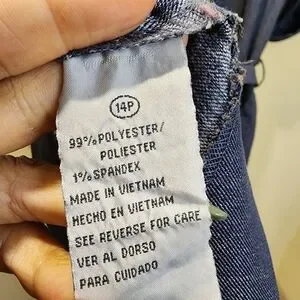 14P
99%POLYESTER/
POLIESTER
1%SPANDEX
MADE IN VIETNAM
HECHO EN VIETNAM
SEE REVERSE FOR CARE
VER AL DORSO
PARA CUIDADO